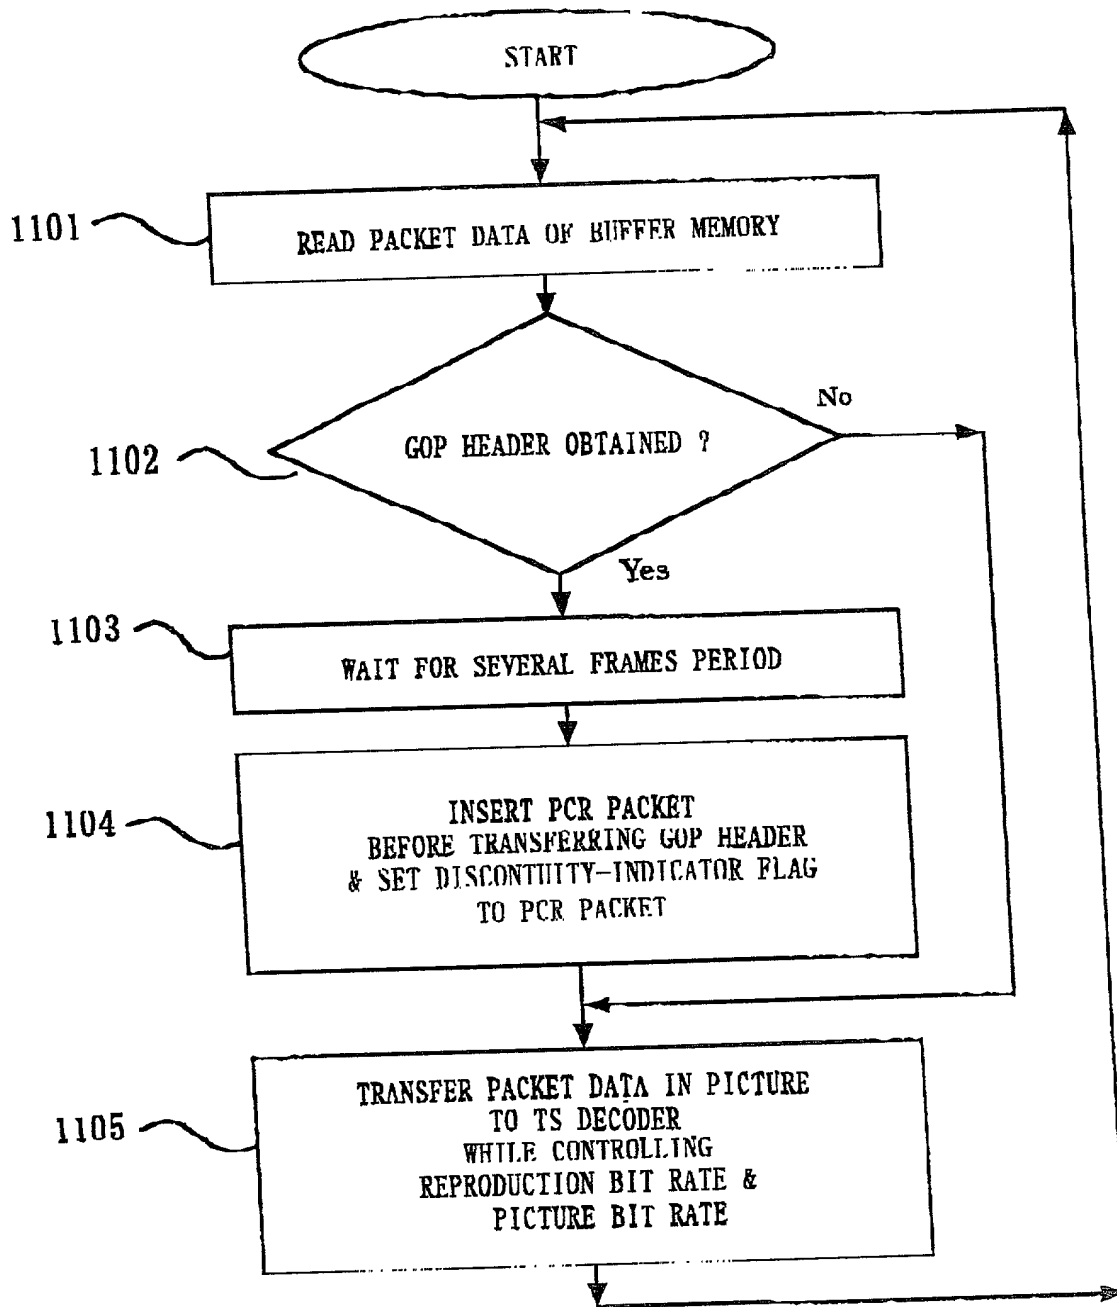 START
1101
READ PACKET DATA OF BUFFER MEMORY
No
GOP HEADER OBTAINED ?
1102
Yes
1103
WAIT FOR SEVERAL FRAMES PERIOD
1104
INSERT PCR PACKET
BEFORE TRANSFERRING GOP HEADER
& SET DISCONTIUITY-INDICATOR FLAG
TO PCR PACKET
1105
TRANSFER PACKET DATA IN PICTURE
TO TS DECODER
WHILE CONTROLLING
REPRODUCTION BIT RATE &
PICTURE BIT RATE